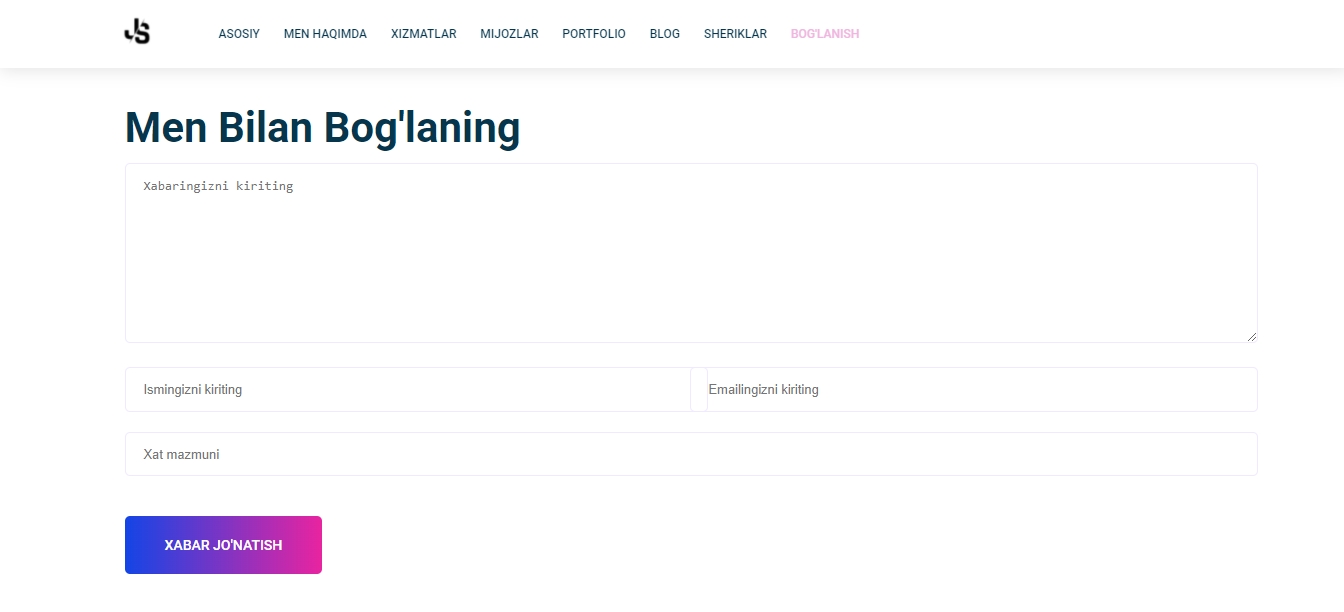 JS
ASOSIY MEN HAQIMDA XIZMATLAR MIJOZLAR PORTFOLIO BLOG SHERIKLAR BOG'LANISH
Men Bilan Bog'laning
Xabaringizni kiriting
Ismingizni kiriting Emailingizni kiriting
Xat mazmuni
XABAR JO'NATISH